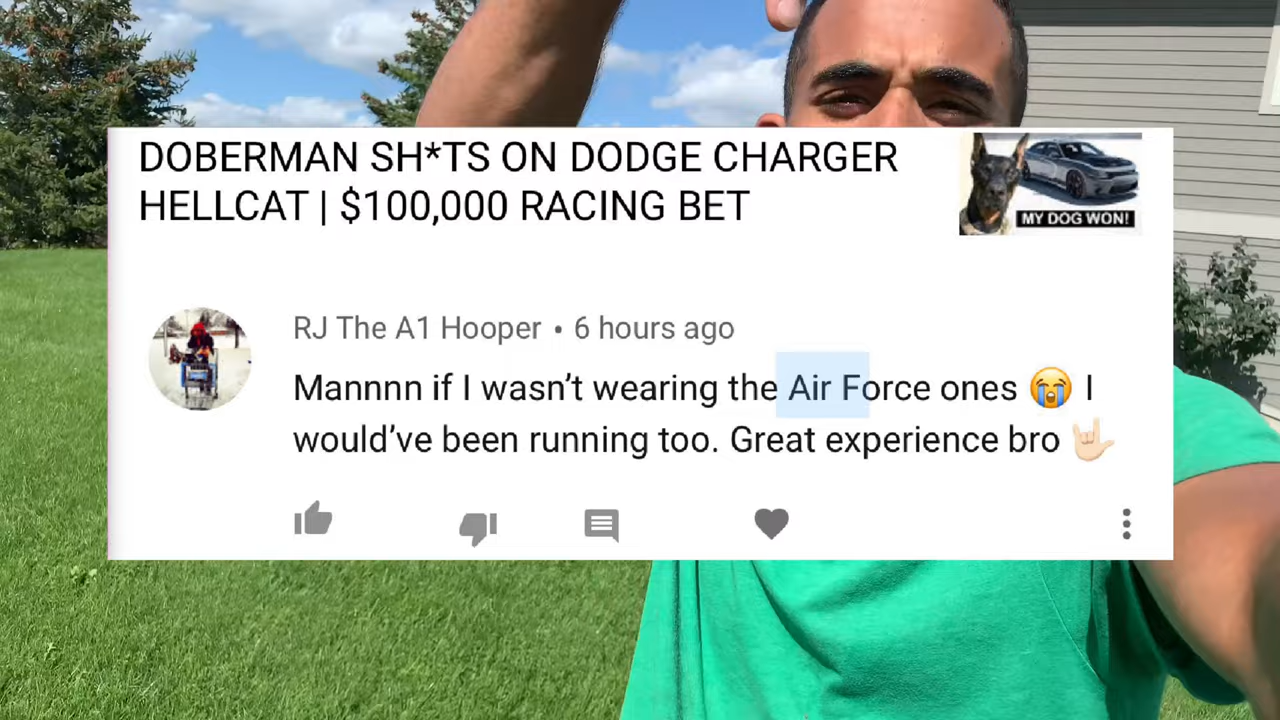 DOBERMAN SH*TS ON DODGE CHARGER
HELLCAT | $100,000 RACING BET
MY DOG WON!
RJ The A1 Hooper • 6 hours ago
Mannnn if I wasn't wearing the Air Force ones 😭 I
would've been running too. Great experience bro 🤟🏻